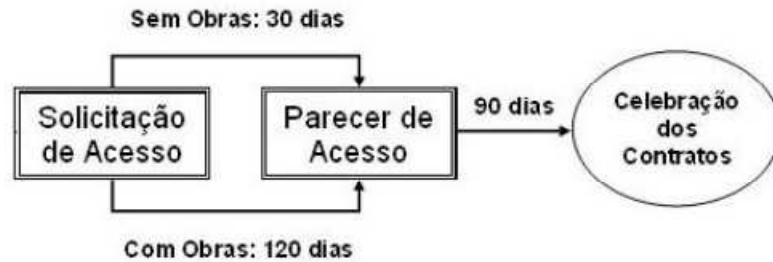 Sem Obras: 30 dias
Solicitação
de Acesso
Parecer de
Acesso
90 dias
Celebração
dos
Contratos
Com Obras: 120 dias